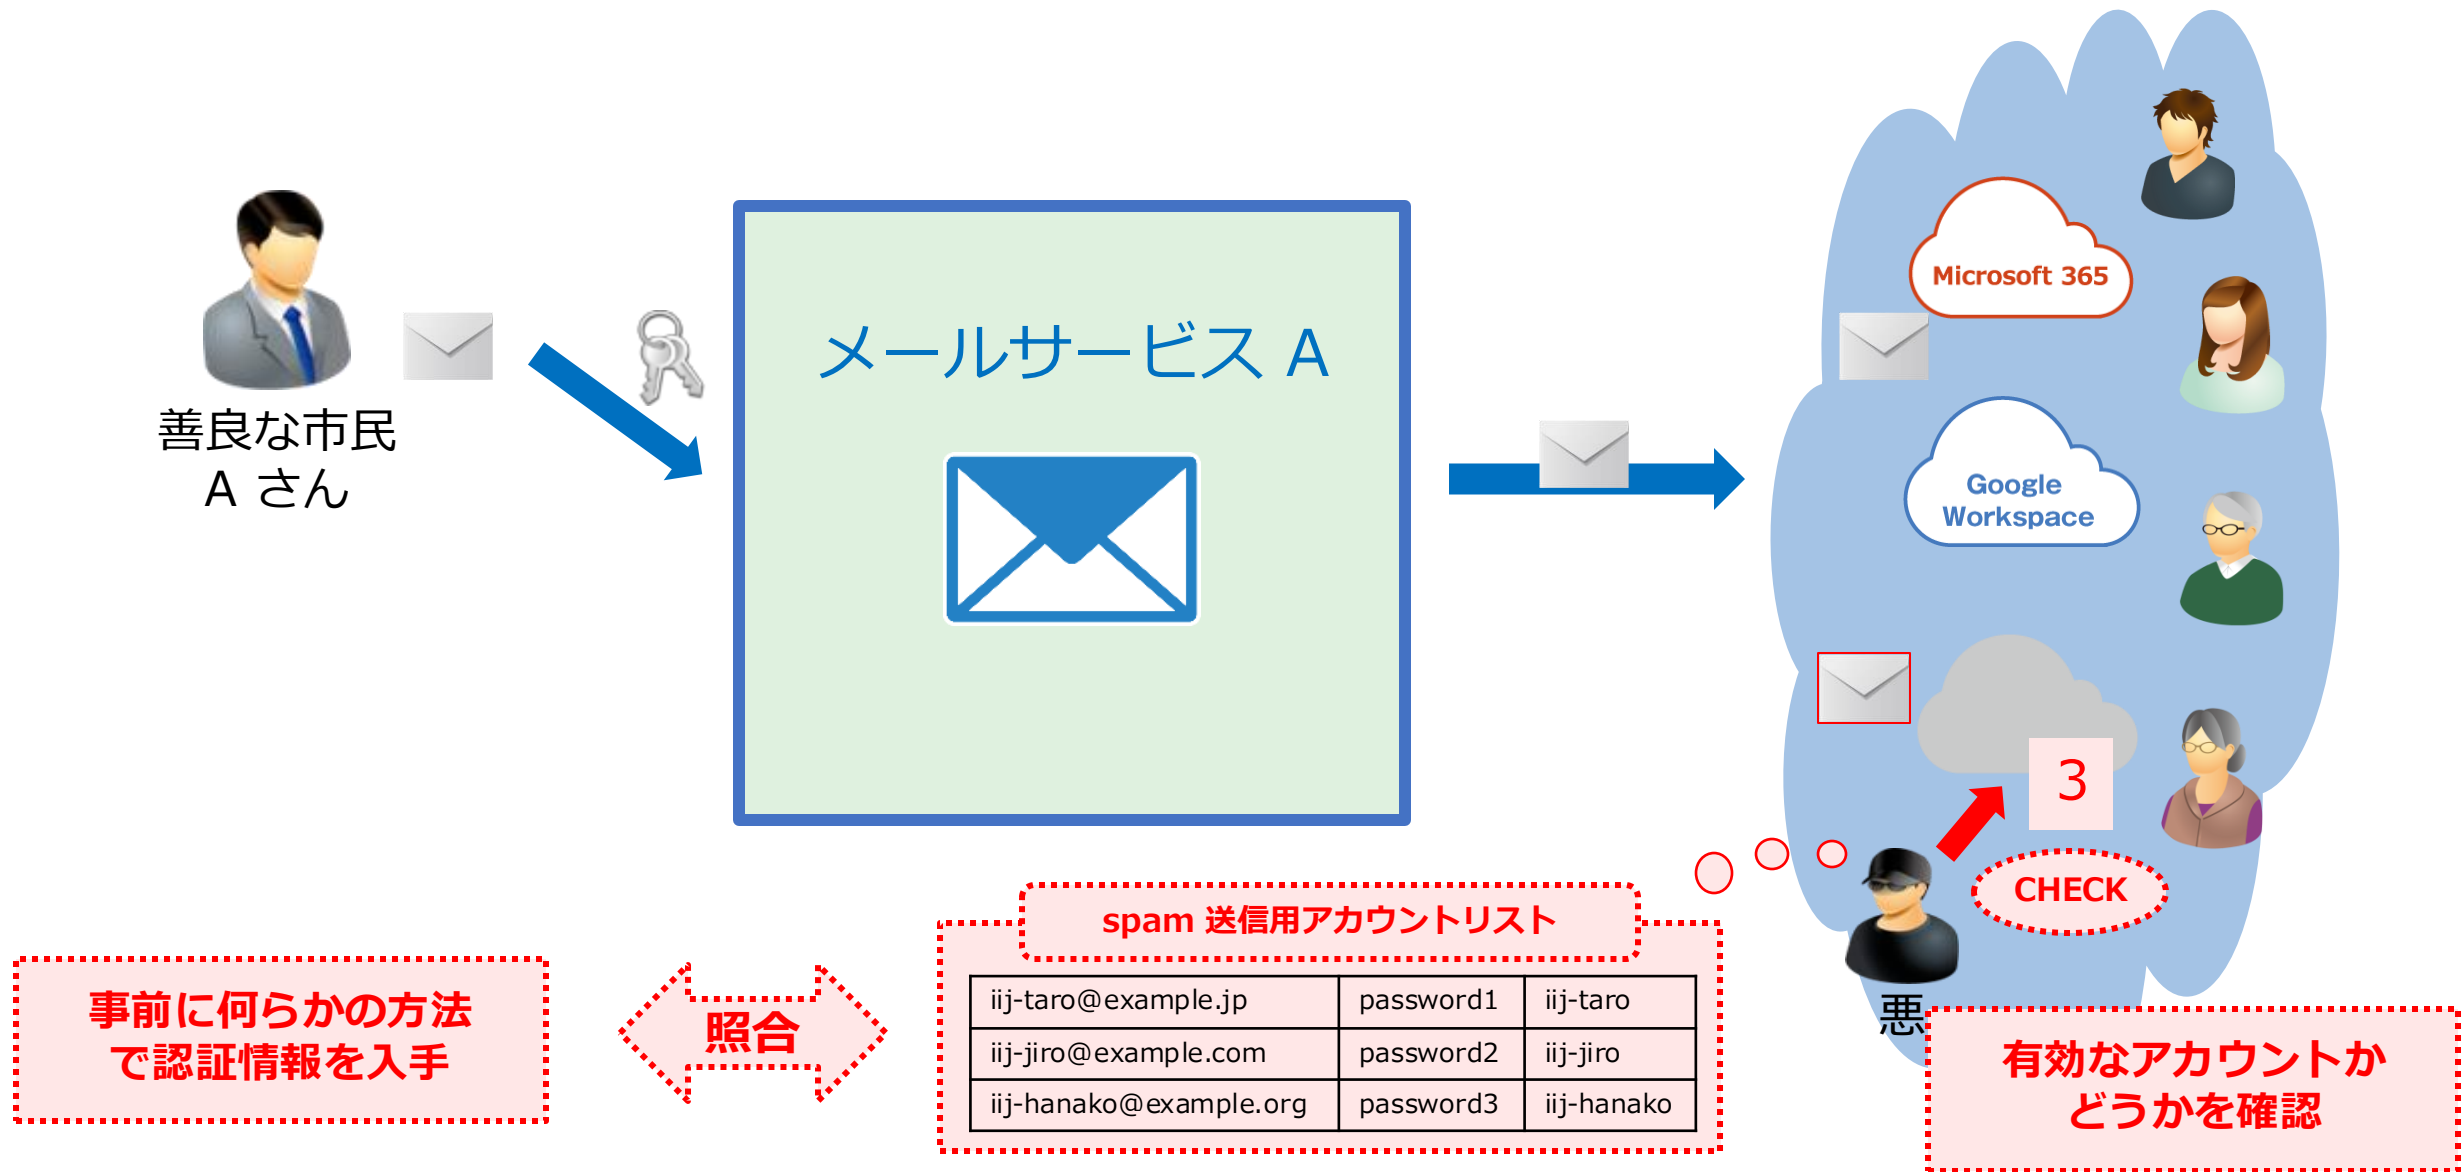 善良な市民
A さん
メールサービス A
Microsoft 365
Google
Workspace
3
CHECK
悪
spam 送信用アカウントリスト
iij-taro@example.jp password1 iij-taro
iij-jiro@example.com password2 iij-jiro
iij-hanako@example.org password3 iij-hanako
照合
事前に何らかの方法
で認証情報を入手
有効なアカウントか
どうかを確認